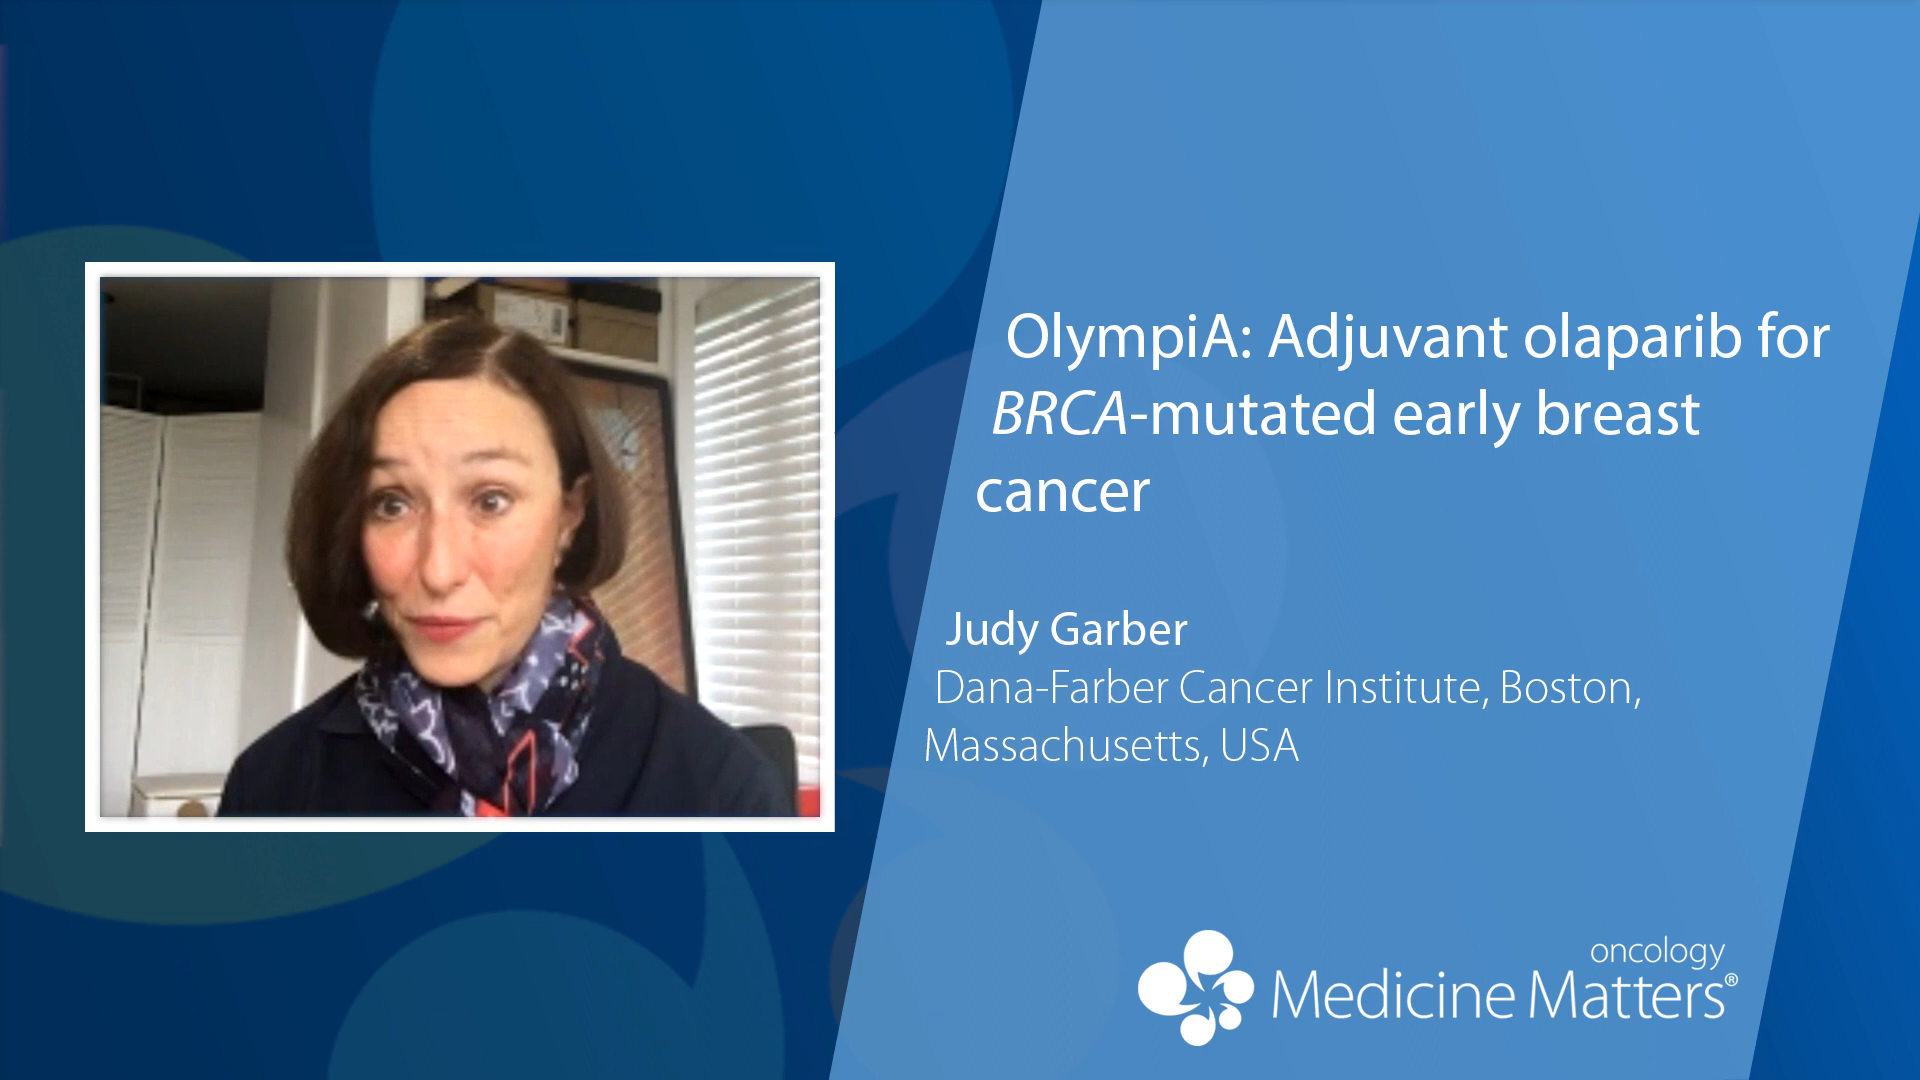 OlympiA: Adjuvant olaparib for
BRCA-mutated early breast
cancer
Judy Garber
Dana-Farber Cancer Institute, Boston,
Massachusetts, USA
oncology
Medicine Matters®